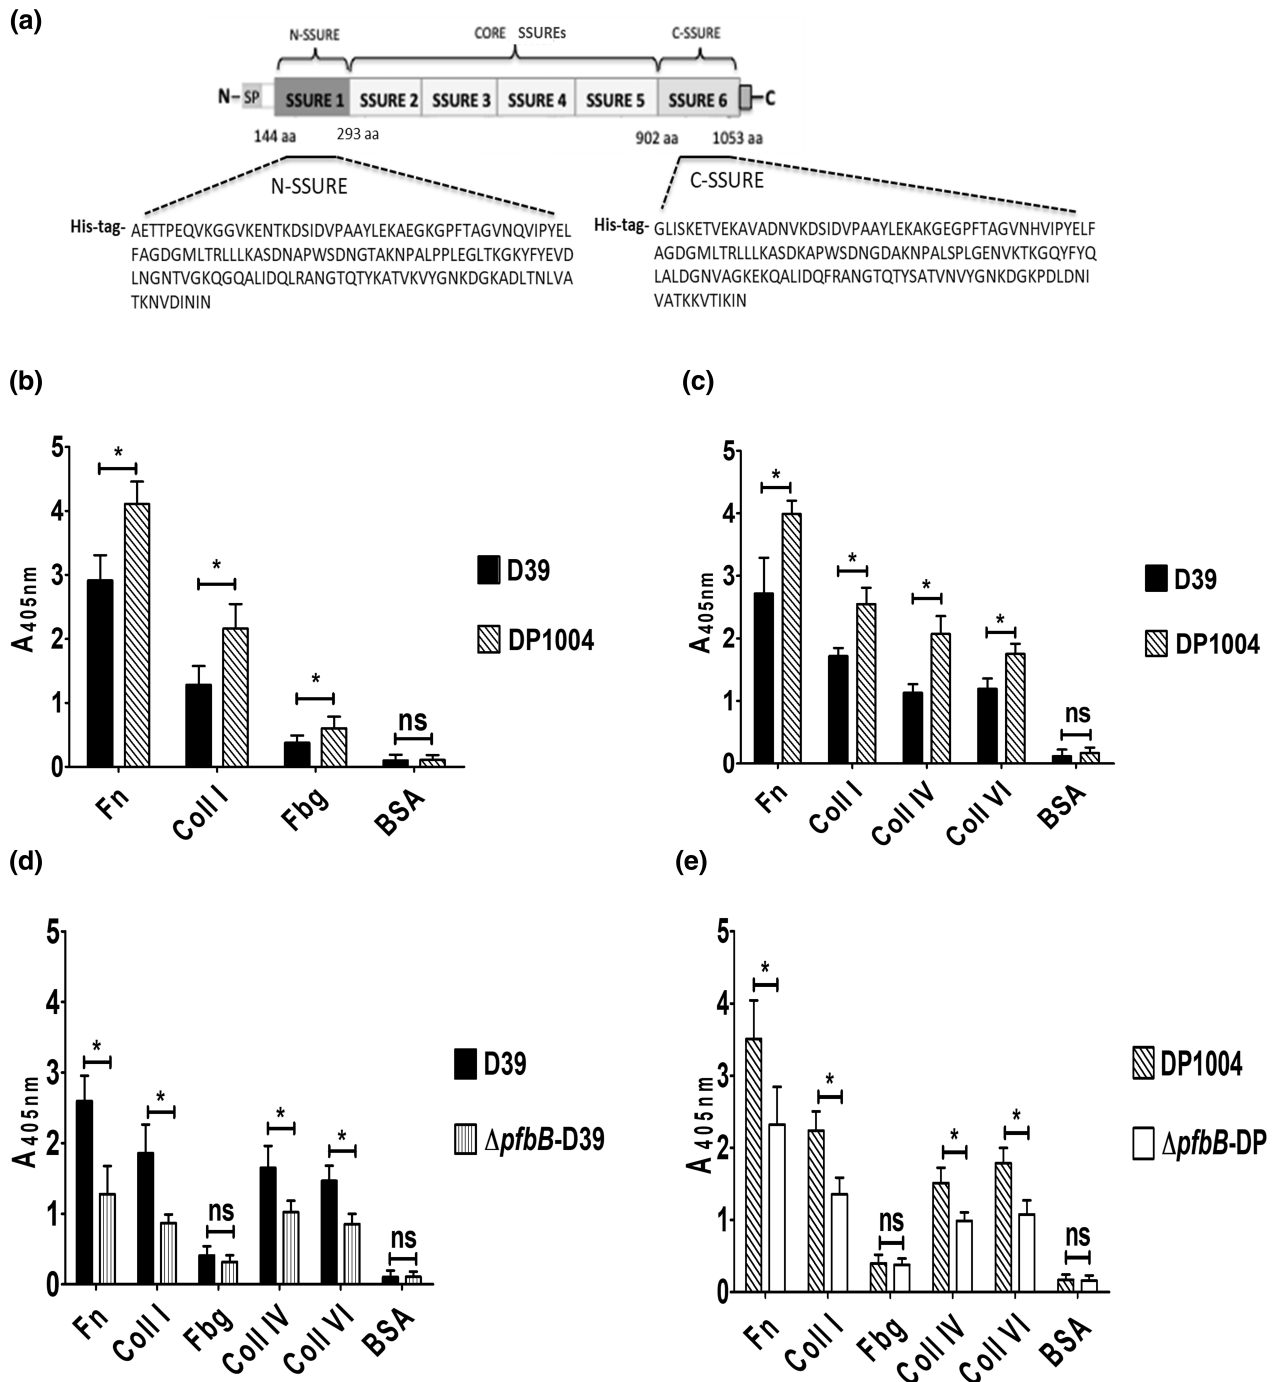 (a)
N-SSURE CORE SSUREs C-SSURE
N- SP SSURE 1 SSURE 2 SSURE 3 SSURE 4 SSURE 5 SSURE 6 -C
144 aa 293 aa 902 aa 1053 aa
N-SSURE
His-tag- AETTPEQVKGGVKENTKDSIDVPAAYLEKAEGKGPFTAGVNQVIPYEL
FAGDGMLTRLLLKASDNAPWSDNGTAKNPALPPLEGLTKGKYFYEVD
LNGNTVGKQGQALIDQLRANGTQTYKATVKVYGNKDGKADLTNLVA
TKNVDININ
C-SSURE
His-tag- GLISKETVEKAVADNVKDSIDVPAAYLEKAKGEGPFTAGVNHVIPYELF
AGDGMLTRLLLKASDKAPWSDNGDAKNPALSPLGENVKTKGQYFYQ
LALDGNVAGKEKQALIDQFRANGTQTYSATVNVYGNKDGKPDLDNI
VATKKVTIKIN
(b)
5
4
3
2
1
0
A405nm
*
*
*
ns
Fn
Coll I
Fbg
BSA
D39
DP1004
(c)
5
4
3
2
1
0
A405nm
*
*
*
*
ns
Fn
Coll I
Coll IV
Coll VI
BSA
D39
DP1004
(d)
5
4
3
2
1
0
A405nm
*
*
ns
*
*
ns
Fn
Coll I
Fbg
Coll IV
Coll VI
BSA
D39
ΔpfbB-D39
(e)
5
4
3
2
1
0
A405nm
*
*
ns
*
*
ns
Fn
Coll I
Fbg
Coll IV
Coll VI
BSA
DP1004
ΔpfbB-DP